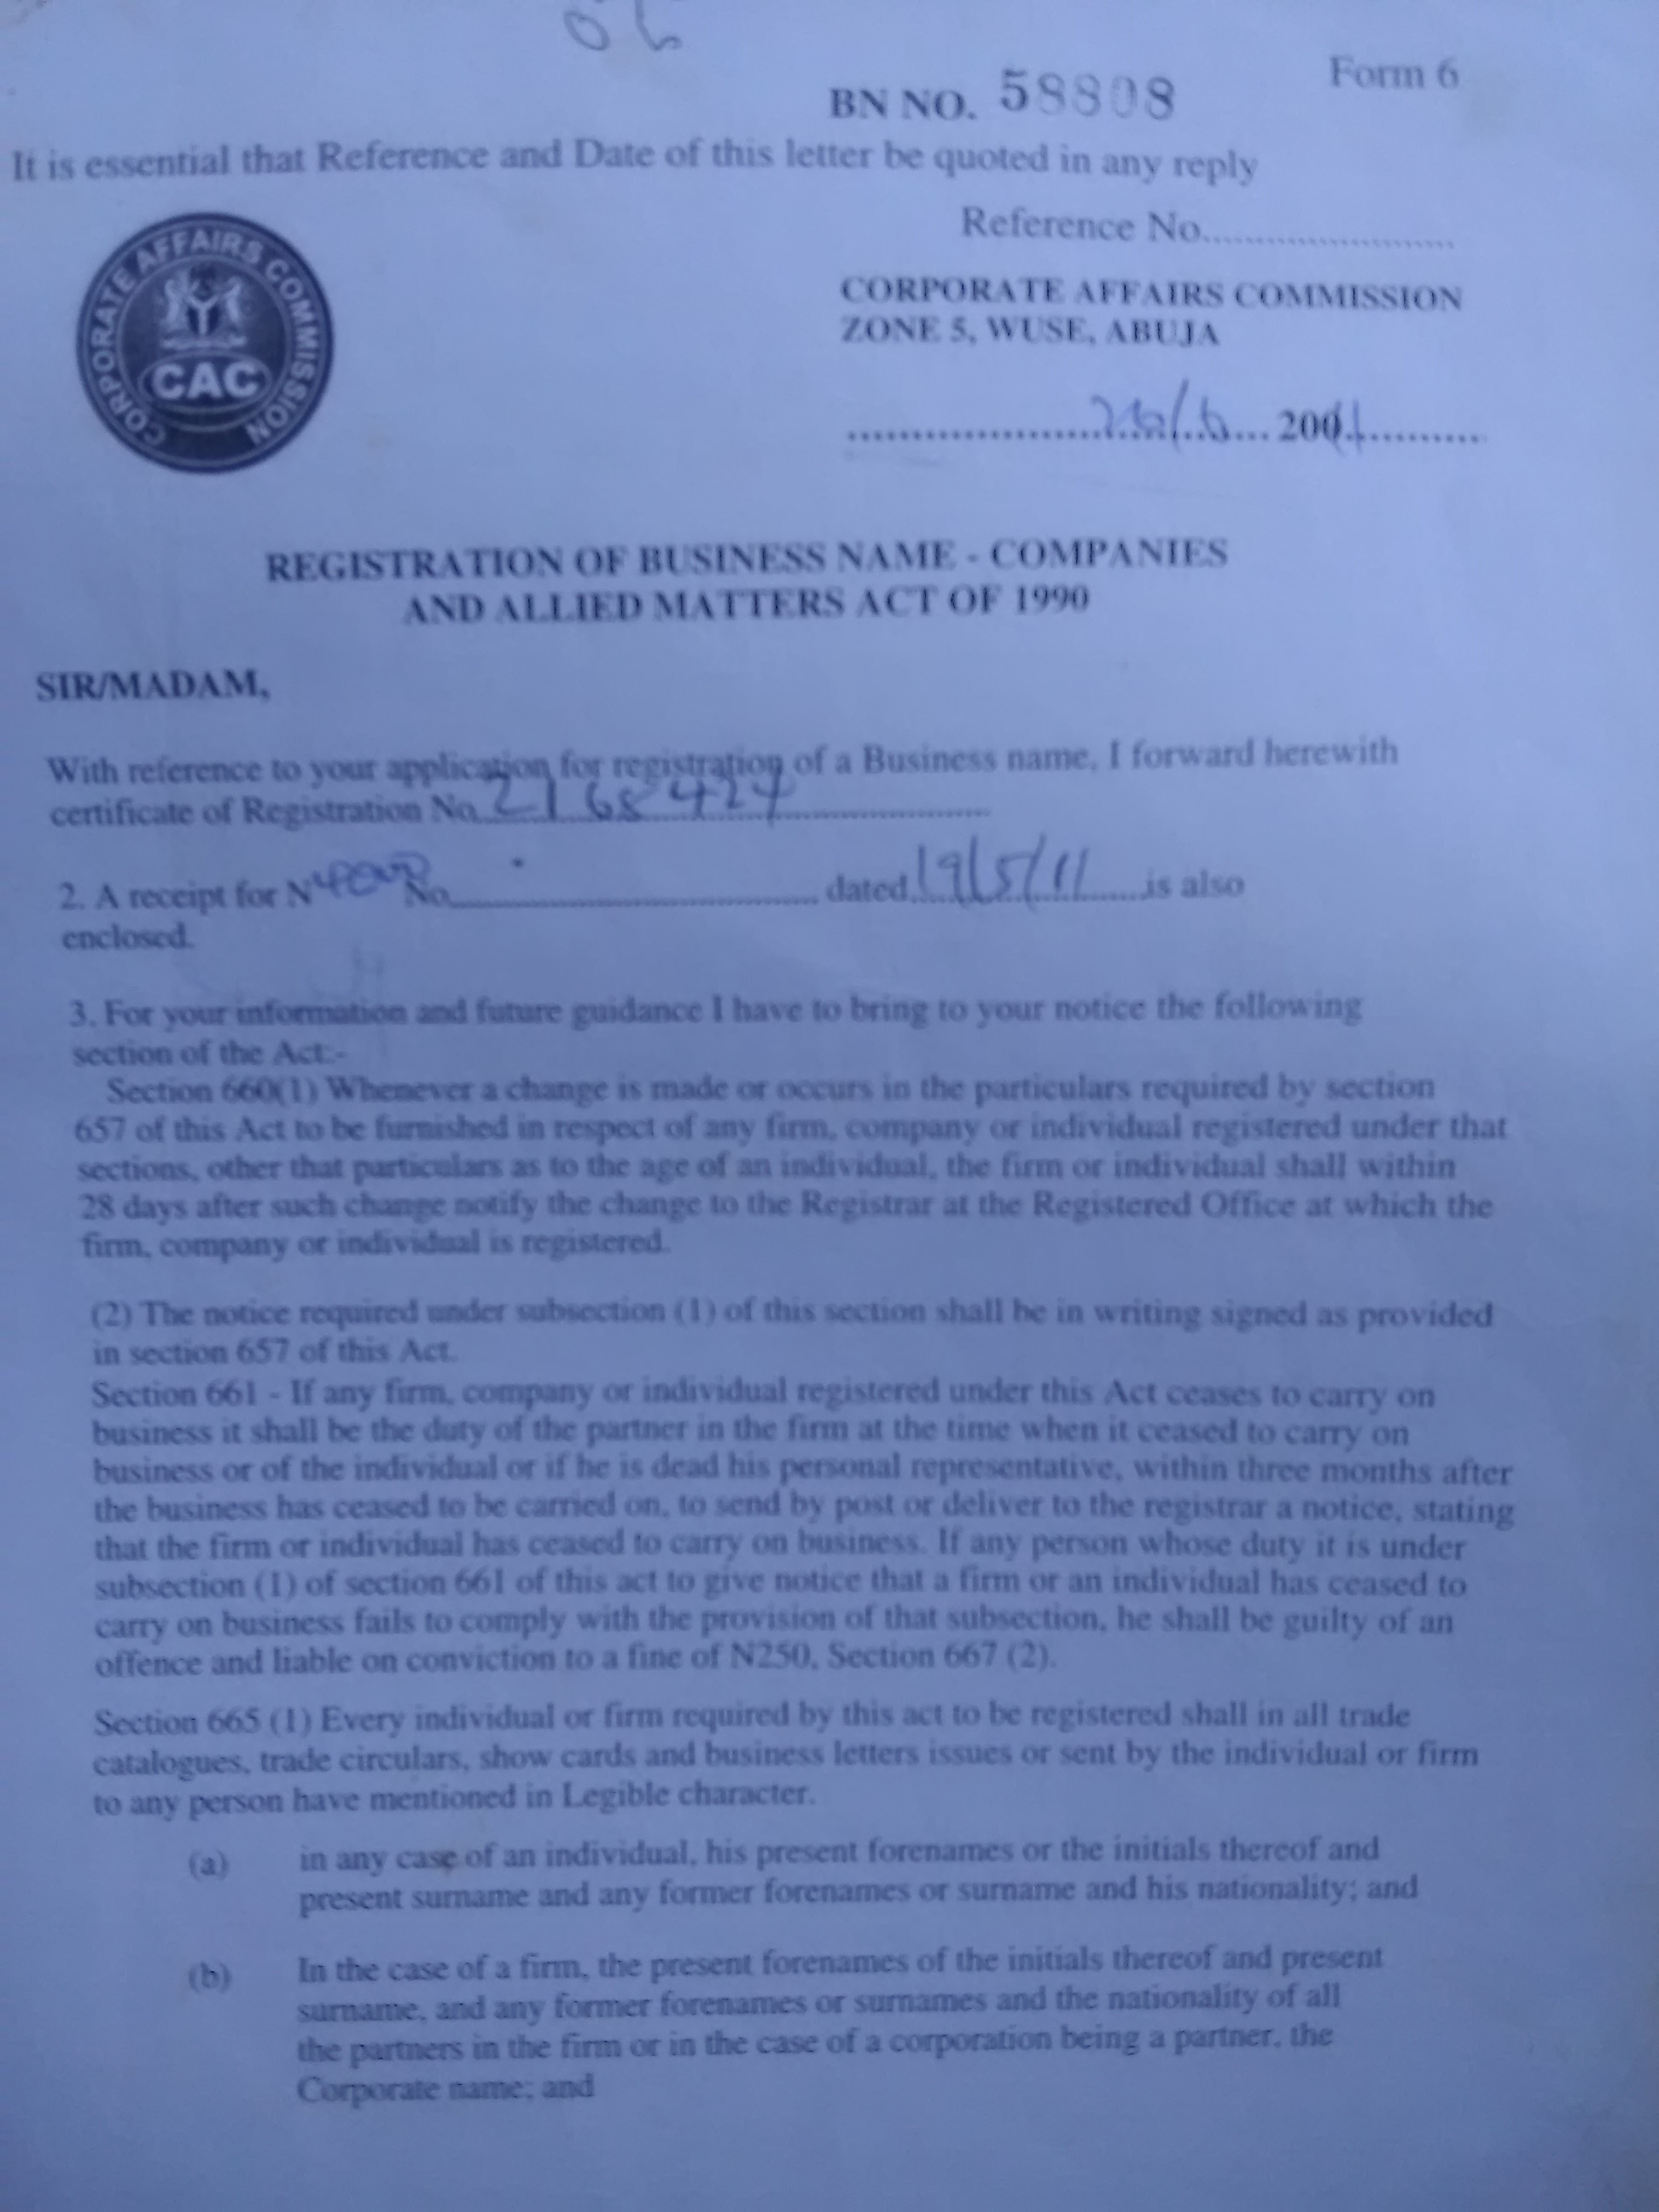 BN NO. 58808
Form 6
It is essential that Reference and Date of this letter be quoted in any reply
Reference No..........................
CORPORATE AFFAIRS COMMISSION
CAC
CORPORATE AFFAIRS COMMISSION
ZONE 5, WUSE, ABUJA
REGISTRATION OF BUSINESS NAME - COMPANIES
AND ALLIED MATTERS ACT OF 1990
SIR/MADAM,
With reference to your application for registration of a Business name, I forward herewith
certificate of Registration No. 2168424
2. A receipt for N No. dated 19/5/11 is also
enclosed.
3. For your information and future guidance I have to bring to your notice the following
section of the Act:-
Section 660(1) Whenever a change is made or occurs in the particulars required by section
657 of this Act to be furnished in respect of any firm, company or individual registered under that
sections, other that particulars as to the age of an individual, the firm or individual shall within
28 days after such change notify the change to the Registrar at the Registered Office at which the
firm, company or individual is registered.
(2) The notice required under subsection (1) of this section shall be in writing signed as provided
in section 657 of this Act.
Section 661 - If any firm, company or individual registered under this Act ceases to carry on
business it shall be the duty of the partner in the firm at the time when it ceased to carry on
business or of the individual or if he is dead his personal representative, within three months after
the business has ceased to be carried on, to send by post or deliver to the registrar a notice, stating
that the firm or individual has ceased to carry on business. If any person whose duty it is under
subsection (1) of section 661 of this act to give notice that a firm or an individual has ceased to
carry on business fails to comply with the provision of that subsection, he shall be guilty of an
offence and liable on conviction to a fine of N250, Section 667 (2).
Section 665 (1) Every individual or firm required by this act to be registered shall in all trade
catalogues, trade circulars, show cards and business letters issues or sent by the individual or firm
to any person have mentioned in Legible character.
(a) in any case of an individual, his present forenames or the initials thereof and
present surname and any former forenames or surname and his nationality; and
(b) In the case of a firm, the present forenames of the initials thereof and present
surname, and any former forenames or surnames and the nationality of all
the partners in the firm or in the case of a corporation being a partner, the
Corporate name; and